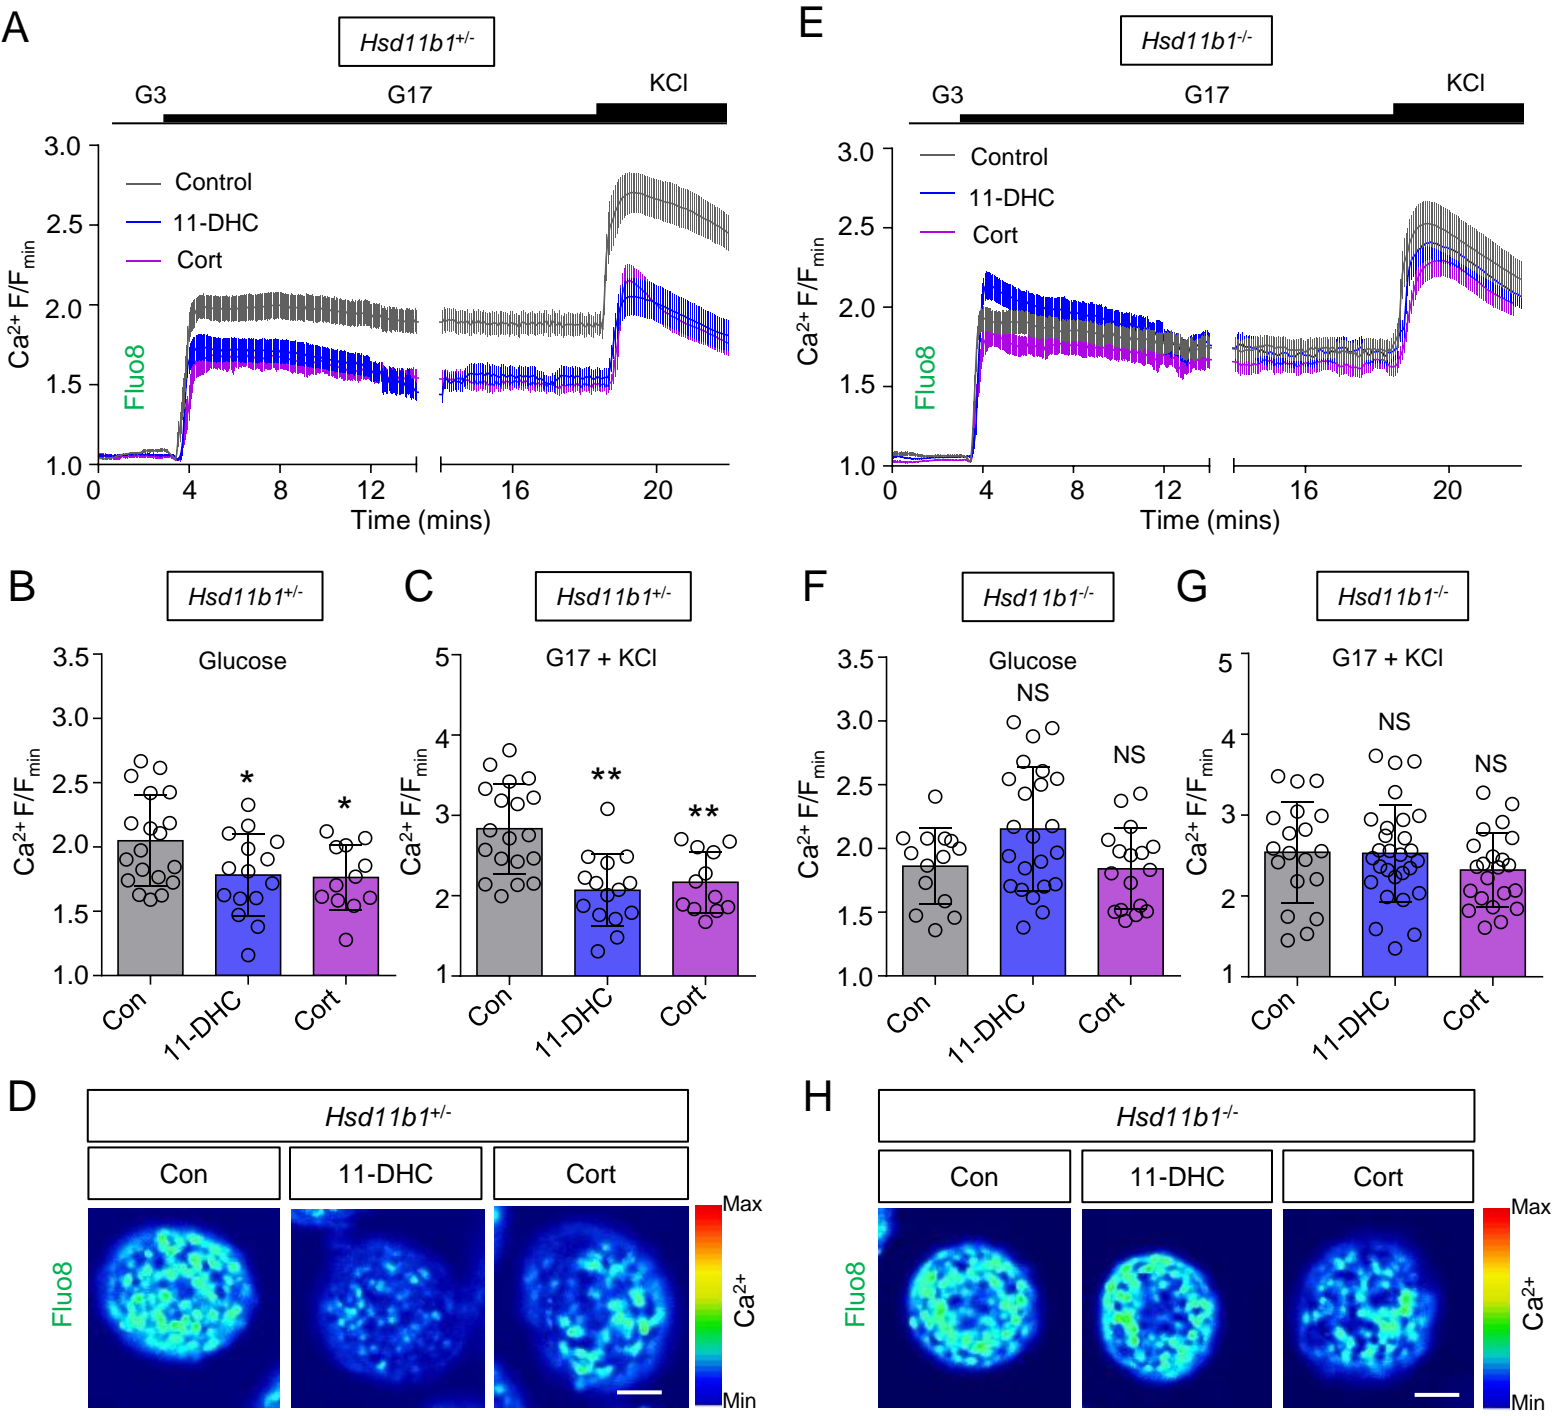 A
Hsd11b1+/-
G3
G17
KCl
3.0
2.5
2.0
1.5
1.0
Ca2+ F/Fmin
Fluo8
Control
11-DHC
Cort
0
4
8
12
16
20
Time (mins)
E
Hsd11b1-/-
G3
G17
KCl
3.0
2.5
2.0
1.5
1.0
Ca2+ F/Fmin
Fluo8
Control
11-DHC
Cort
0
4
8
12
16
20
Time (mins)
B
Hsd11b1+/-
Glucose
3.5
3.0
2.5
2.0
1.5
1.0
Ca2+ F/Fmin
*
*
Con
11-DHC
Cort
C
Hsd11b1+/-
G17 + KCl
5
4
3
2
1
Ca2+ F/Fmin
**
**
Con
11-DHC
Cort
F
Hsd11b1-/-
Glucose
3.5
3.0
2.5
2.0
1.5
1.0
Ca2+ F/Fmin
NS
NS
Con
11-DHC
Cort
G
Hsd11b1-/-
G17 + KCl
5
4
3
2
1
Ca2+ F/Fmin
NS
NS
Con
11-DHC
Cort
D
Hsd11b1+/-
Con
11-DHC
Cort
Fluo8
Max
Ca2+
Min
H
Hsd11b1-/-
Con
11-DHC
Cort
Fluo8
Max
Ca2+
Min